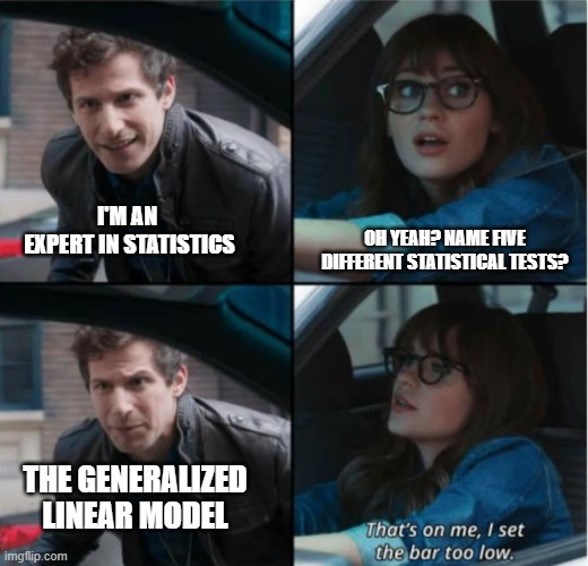 I'M AN
EXPERT IN STATISTICS
OH YEAH? NAME FIVE
DIFFERENT STATISTICAL TESTS?
THE GENERALIZED
LINEAR MODEL
That's on me, I set
the bar too low.
imgflip.com